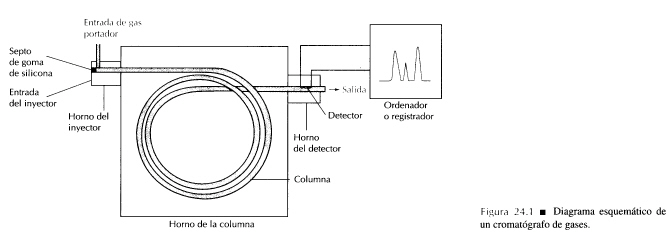 Entrada de gas
portador
Septo
de goma
de silicona
Entrada
del inyector
Horno del
inyector
Salida
Detector
Horno
del detector
Ordenador
o registrador
Columna
Horno de la columna
Figura 24.1 ■ Diagrama esquemático de
un cromatógrafo de gases.